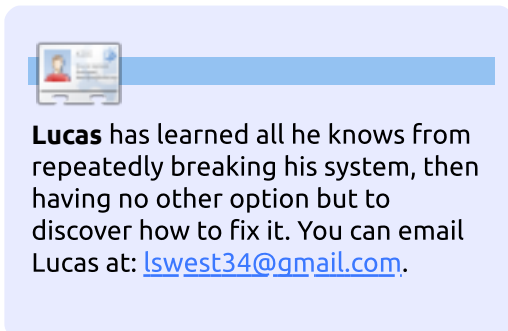 Lucas has learned all he knows from
repeatedly breaking his system, then
having no other option but to
discover how to fix it. You can email
Lucas at: lswest34@gmail.com.